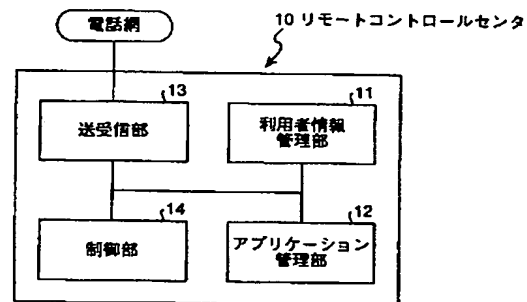 電話網
10 リモートコントロールセンタ
13
送受信部
11
利用者情報
管理部
14
制御部
12
アプリケーション
管理部